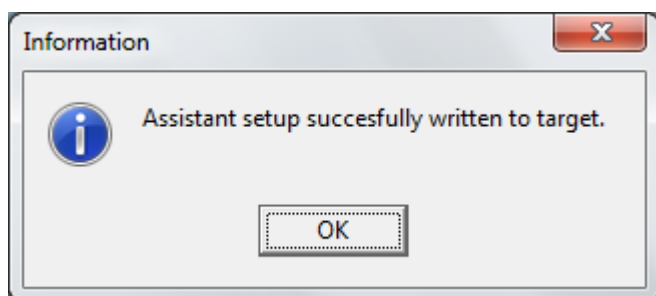 Information
Assistant setup succesfully written to target.
OK